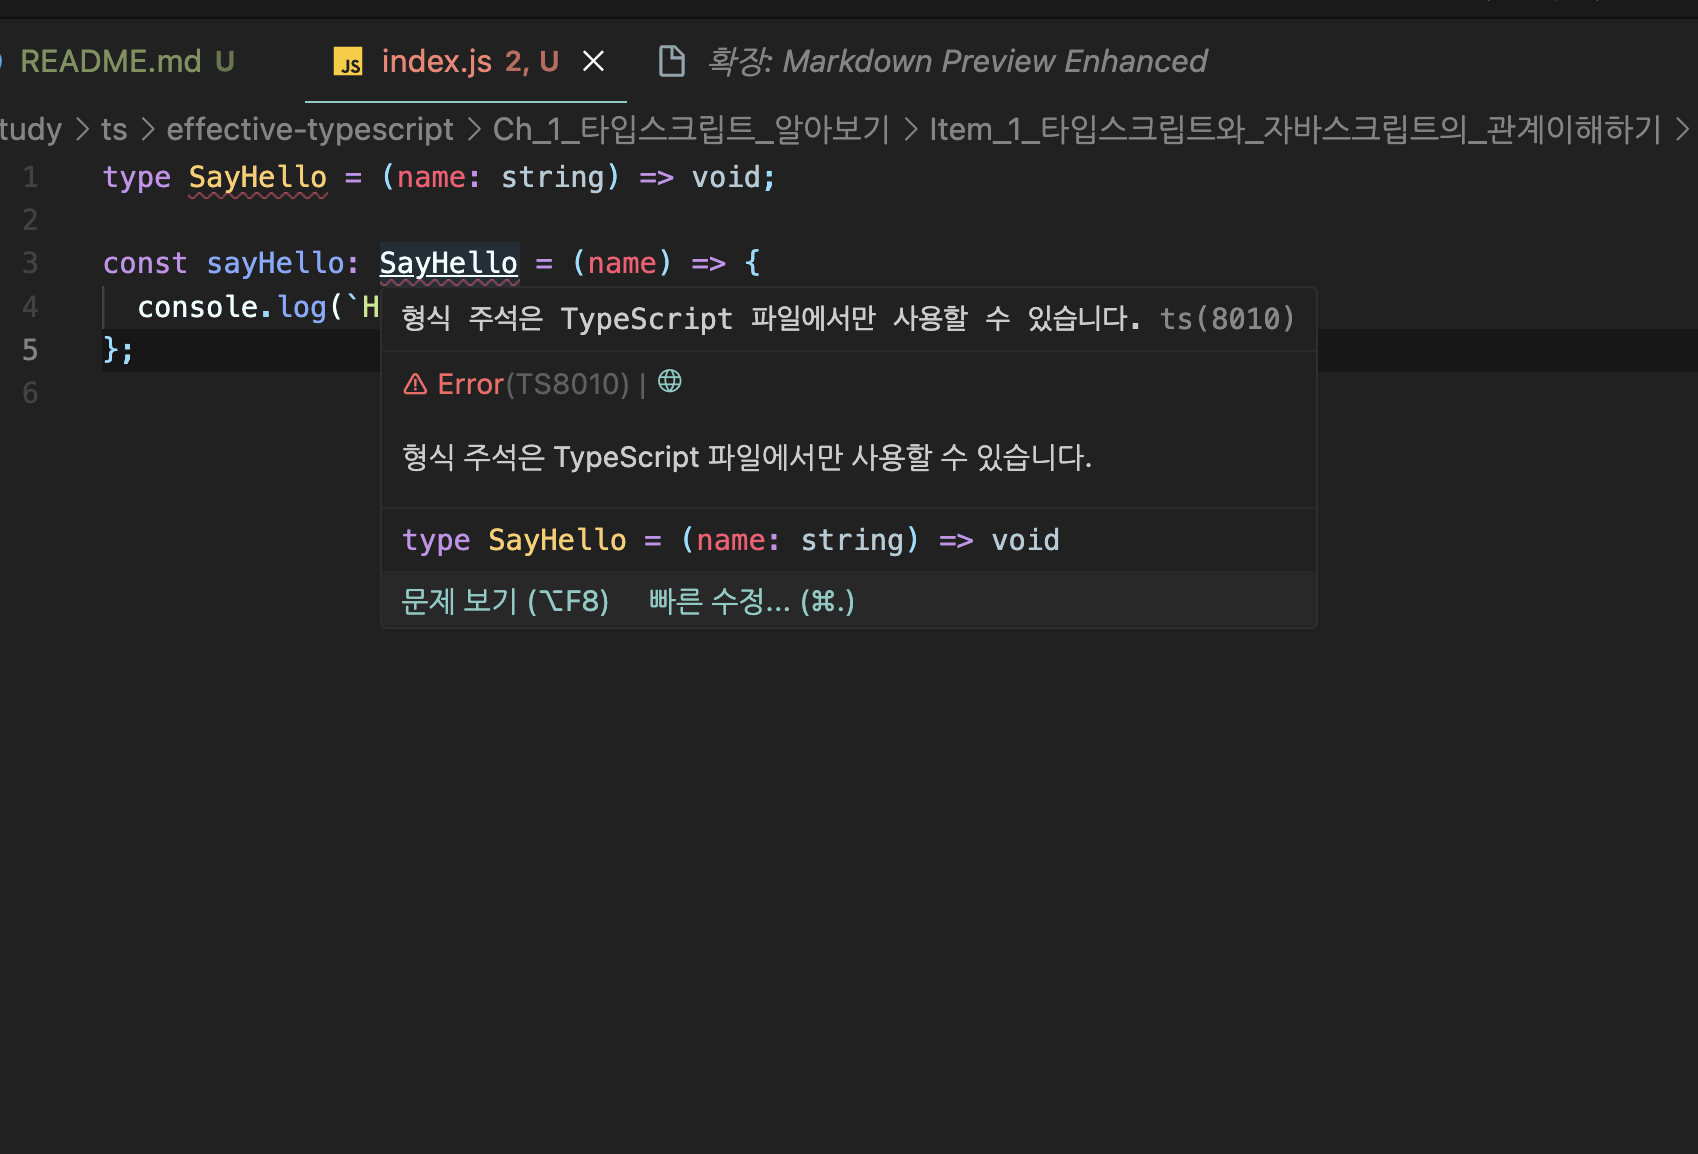 README.md U
JS index.js 2, U
확장: Markdown Preview Enhanced
tudy > ts > effective-typescript > Ch_1_타입스크립트_알아보기 > Item_1_타입스크립트와_자바스크립트의_관계이해하기 >
1 type SayHello = (name: string) => void;
2
3 const sayHello: SayHello = (name) => {
4 console.log(`H
5 };
6
형식 주석은 TypeScript 파일에서만 사용할 수 있습니다. ts(8010)
Error(TS8010) |
형식 주석은 TypeScript 파일에서만 사용할 수 있습니다.
type SayHello = (name: string) => void
문제 보기 (⌥F8) 빠른 수정... (⌘.)